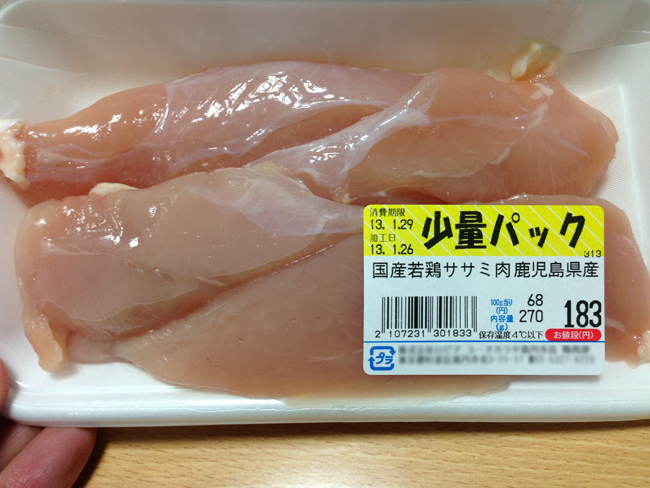 消費期限
13. 1.29
加工日
13. 1.26
少量パック
313
国産若鶏ササミ肉鹿児島県産
100g当り(円) 68
内容量(g) 270
183
お値段(円)
2 107231 301833
保存温度4℃以下
プラ